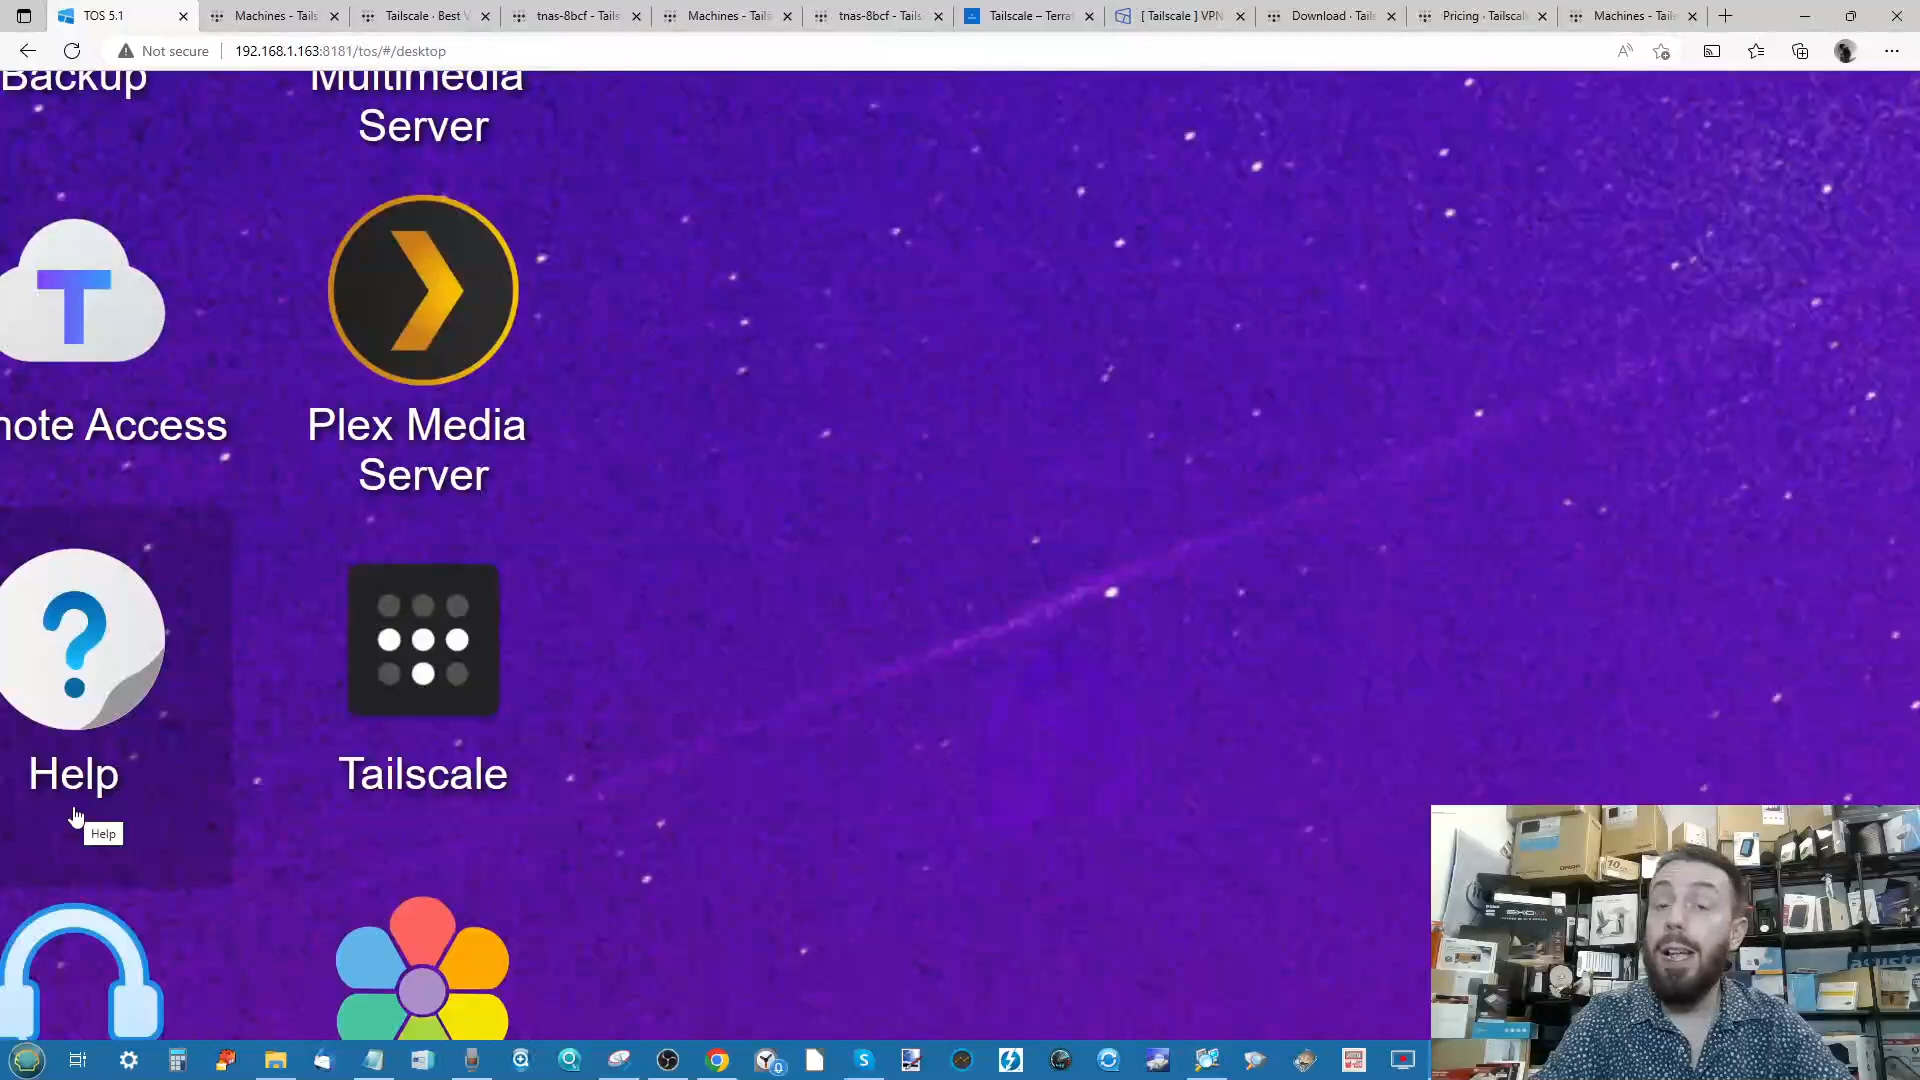 TOS 5.1
Machines - Tails
Tailscale · Best V
tnas-8bcf - Tails
Machines - Tails
tnas-8bcf - Tails
Tailscale – Terra
[ Tailscale ] VPN
Download · Tails
Pricing · Tailscale
Machines - Tails
Not secure
192.168.1.163:8181/tos/#/desktop
Backup
Multimedia
Server
mote Access
Plex Media
Server
Help
Tailscale
Help